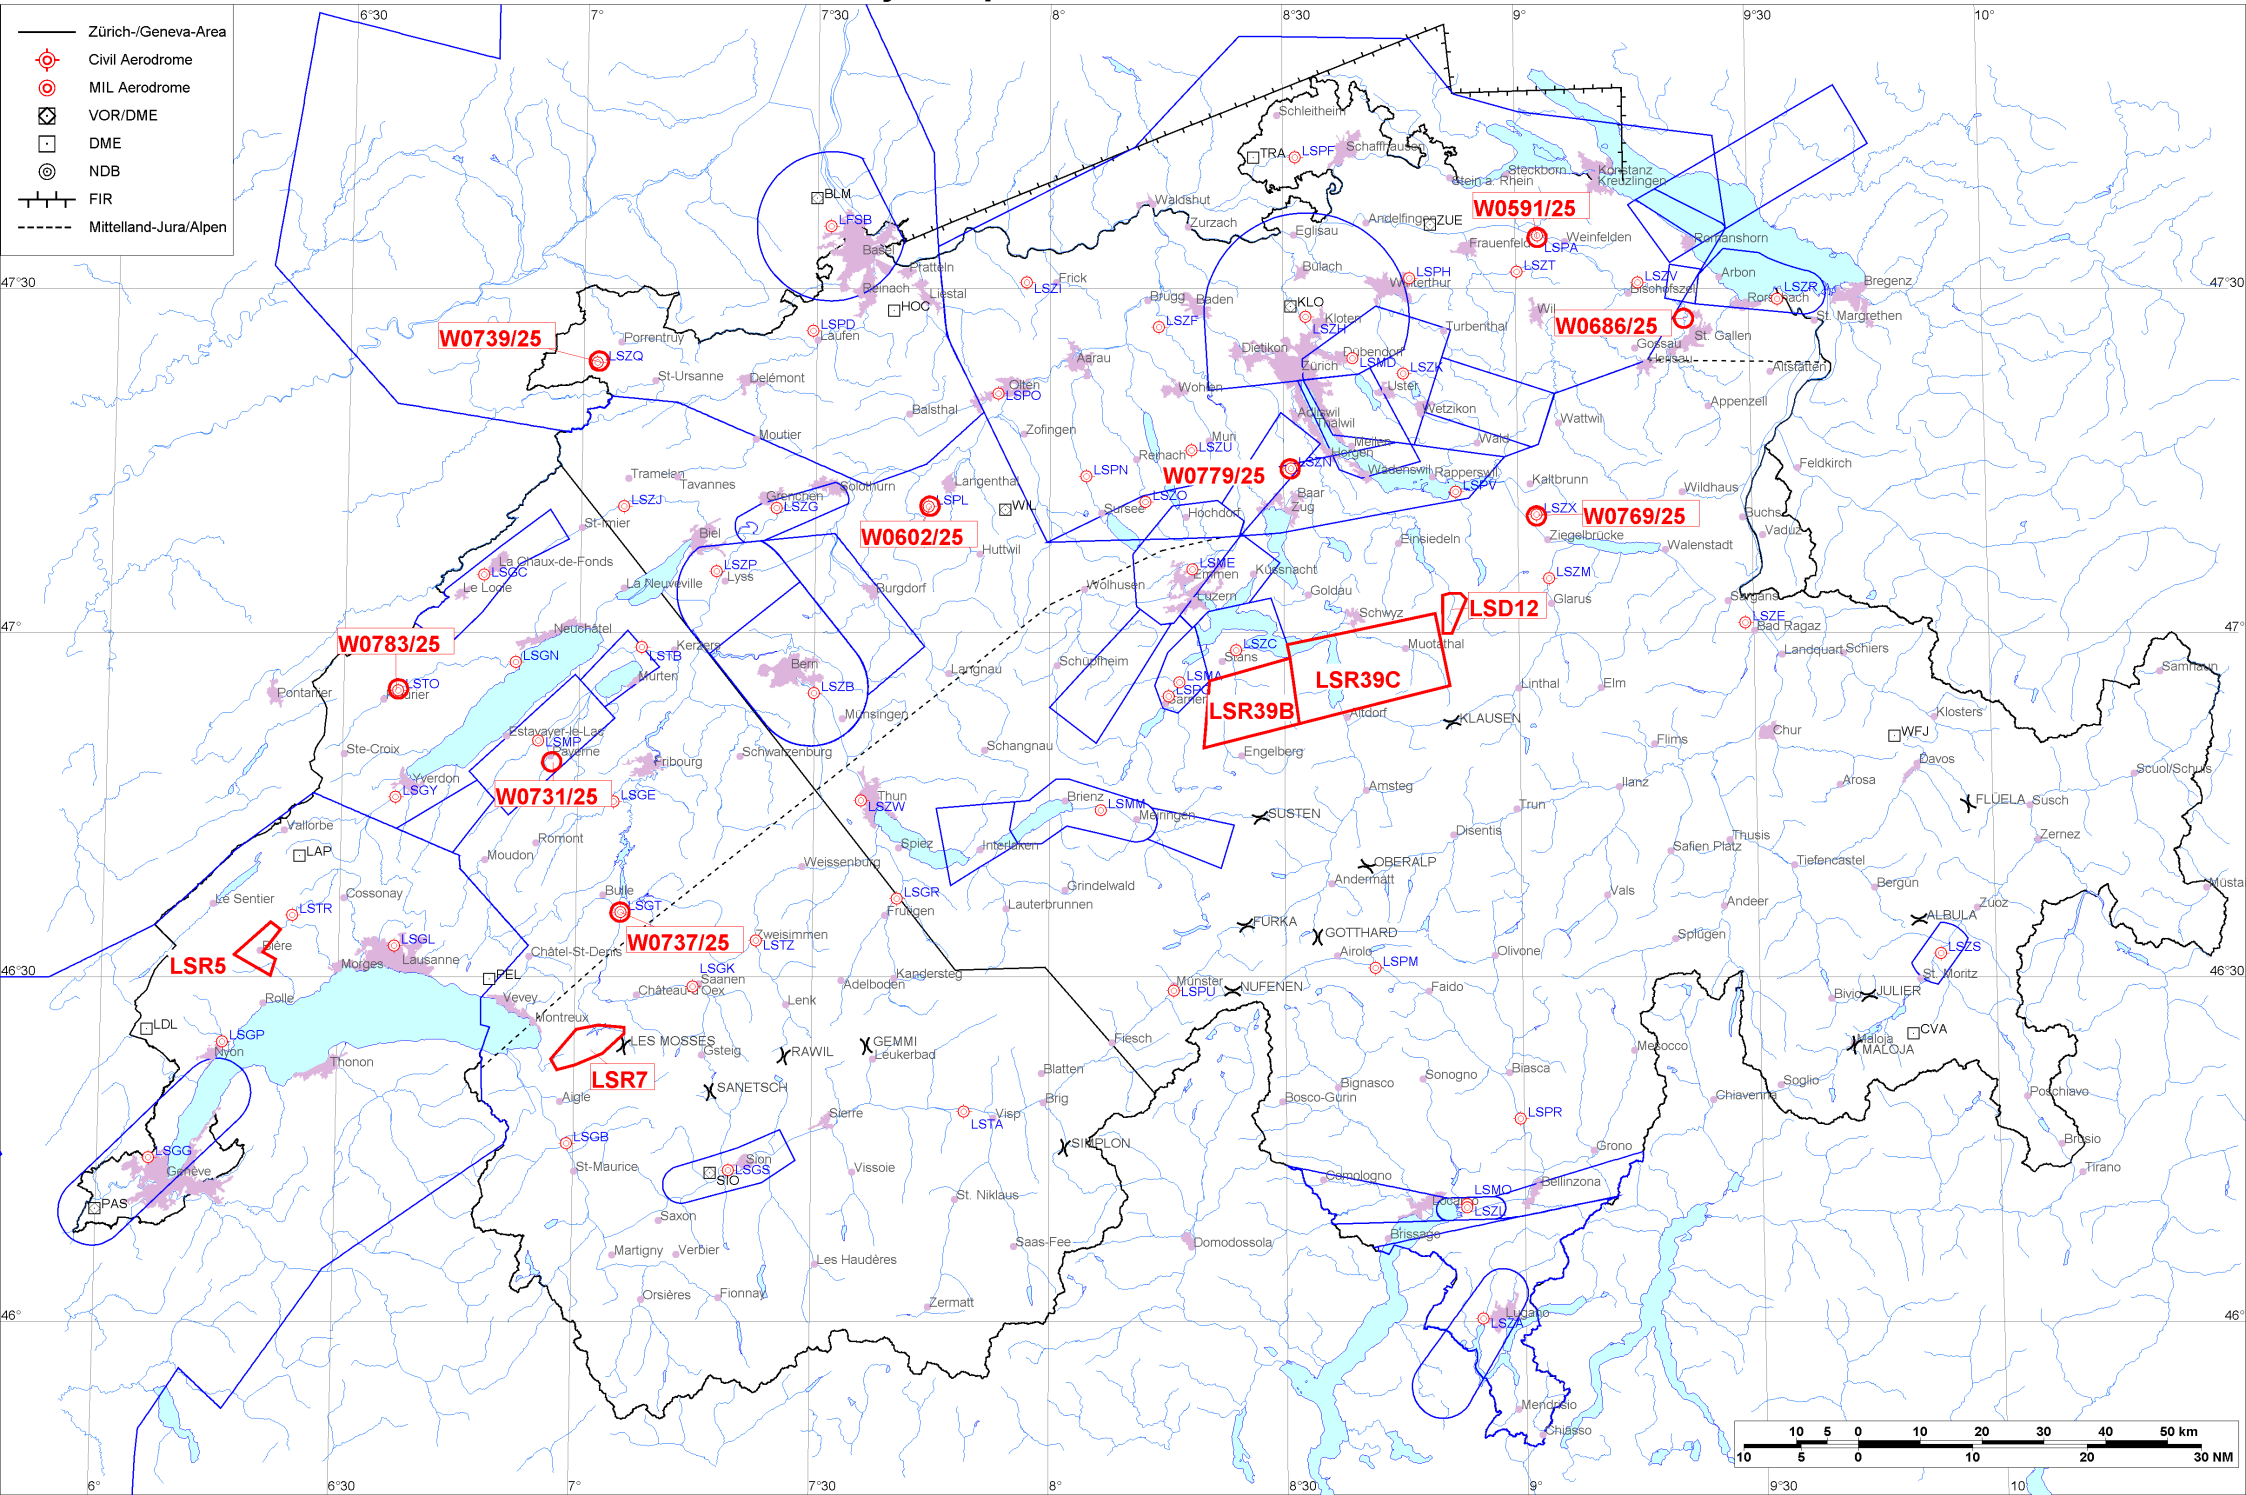 6°30'
7°
7°30'
8°
8°30'
9°
9°30'
10°
Zürich-/Geneva-Area
Civil Aerodrome
MIL Aerodrome
VOR/DME
DME
NDB
FIR
Mittelland-Jura/Alpen
Schleitheim
TRA
LSPF
Schaffhausen
Steckborn
Konstanz
Kreuzlingen
Stein a. Rhein
BLM
LFSB
Basel
Waldshut
Zurzach
Eglisau
Andelfingen
ZUE
W0591/25
LSPA
Weinfelden
Frauenfeld
Romanshorn
Pratteln
Reinach
Liestal
HOC
Frick
LSZI
Bülach
LSPH
Winterthur
LSZT
LSZV
Bischofszell
Arbon
Rorschach
LSZR
Bregenz
47°30'
47°30'
W0739/25
LSZQ
Porrentruy
LSPD
Laufen
Brugg
Baden
LSZF
KLO
Kloten
LSZH
Turbenthal
Wil
W0686/25
St. Gallen
St. Margrethen
Gossau
Herisau
Altstätten
St-Ursanne
Delémont
Aarau
Olten
LSPO
Wohlen
Dietikon
Zürich
Dübendorf
LSMD
LSZK
Uster
Wetzikon
Appenzell
Wattwil
Balsthal
Zofingen
Moutier
Adliswil
Thalwil
Meilen
Horgen
Wald
Muri
LSZU
Reinach
LSPN
W0779/25
LSZN
Wädenswil
Rapperswil
LSPV
Kaltbrunn
Wildhaus
Feldkirch
Tramelan
Tavannes
LSZJ
Grenchen
LSZG
Solothurn
Langenthal
LSPL
W0602/25
WIL
LSZO
Sursee
Hochdorf
Baar
Zug
LSZX
W0769/25
Ziegelbrücke
Walenstadt
Buchs
Vaduz
St-Imier
Biel
Huttwil
Einsiedeln
La Chaux-de-Fonds
LSGC
Le Locle
La Neuveville
LSZP
Lyss
Burgdorf
Wolhusen
LSME
Emmen
Luzern
Küssnacht
Goldau
LSZM
Glarus
LSD12
Schwyz
Sargans
LSZE
Bad Ragaz
47°
47°
W0783/25
LSTO
Fleurier
Neuchâtel
LSGN
LSTB
Kerzers
Murten
Bern
LSZB
Langnau
Schüpfheim
LSZC
Stans
Muotathal
LSMA
LSPG
Sarnen
LSR39B
LSR39C
Altdorf
Linthal
Elm
Landquart
Schiers
Samnaun
Pontarlier
Ste-Croix
Estavayer-le-Lac
LSMP
Payerne
W0731/25
LSGE
Fribourg
Münsingen
Schwarzenburg
Schangnau
Engelberg
KLAUSEN
Flims
Chur
Klosters
WFJ
Davos
Arosa
Scuol/Schuls
Yverdon
LSGY
Thun
LSZW
Brienz
LSMM
Meiringen
Interlaken
Amsteg
SUSTEN
Trun
Ilanz
FLÜELA
Susch
Zernez
Vallorbe
LAP
Romont
Moudon
Spiez
Weissenburg
Disentis
Safien Platz
Thusis
Tiefencastel
OBERALP
Andermatt
Le Sentier
Cossonay
LSTR
Bulle
LSGT
W0737/25
LSGR
Frutigen
Grindelwald
Lauterbrunnen
Vals
Andeer
Bergün
Zuoz
ALBULA
LSZS
St. Moritz
Bière
LSR5
LSGL
Lausanne
Morges
Zweisimmen
LSTZ
FURKA
GOTTHARD
Airolo
LSPM
Olivone
Splügen
46°30'
46°30'
Châtel-St-Denis
PEL
Vevey
Montreux
LSGK
Saanen
Château-d'Oex
Lenk
Adelboden
Kandersteg
Münster
LSPU
NUFENEN
Faido
Bivio
JULIER
Rolle
LDL
LSGP
Nyon
Thonon
LES MOSSES
Gsteig
RAWIL
GEMMI
Leukerbad
Fiesch
Mesocco
CVA
Maloja
MALOJA
LSR7
SANETSCH
Blatten
Brig
Bignasco
Sonogno
Biasca
Soglio
Chiavenna
Poschiavo
Aigle
Sierre
LSTA
Visp
Bosco-Gurin
LSPR
LSGB
SIMPLON
Grono
Brusio
Tirano
LSGG
Genève
PAS
St-Maurice
Sion
LSGS
SIO
Vissoie
St. Niklaus
Comologno
LSMO
Bellinzona
Locarno
LSZL
Brissago
Saxon
Martigny
Verbier
Les Haudères
Saas-Fee
Domodossola
Orsières
Fionnay
Zermatt
46°
46°
Lugano
LSZA
Mendrisio
Chiasso
10 5 0 10 20 30 40 50 km
10 5 0 10 20 30 NM
6°
6°30'
7°
7°30'
8°
8°30'
9°
9°30'
10°